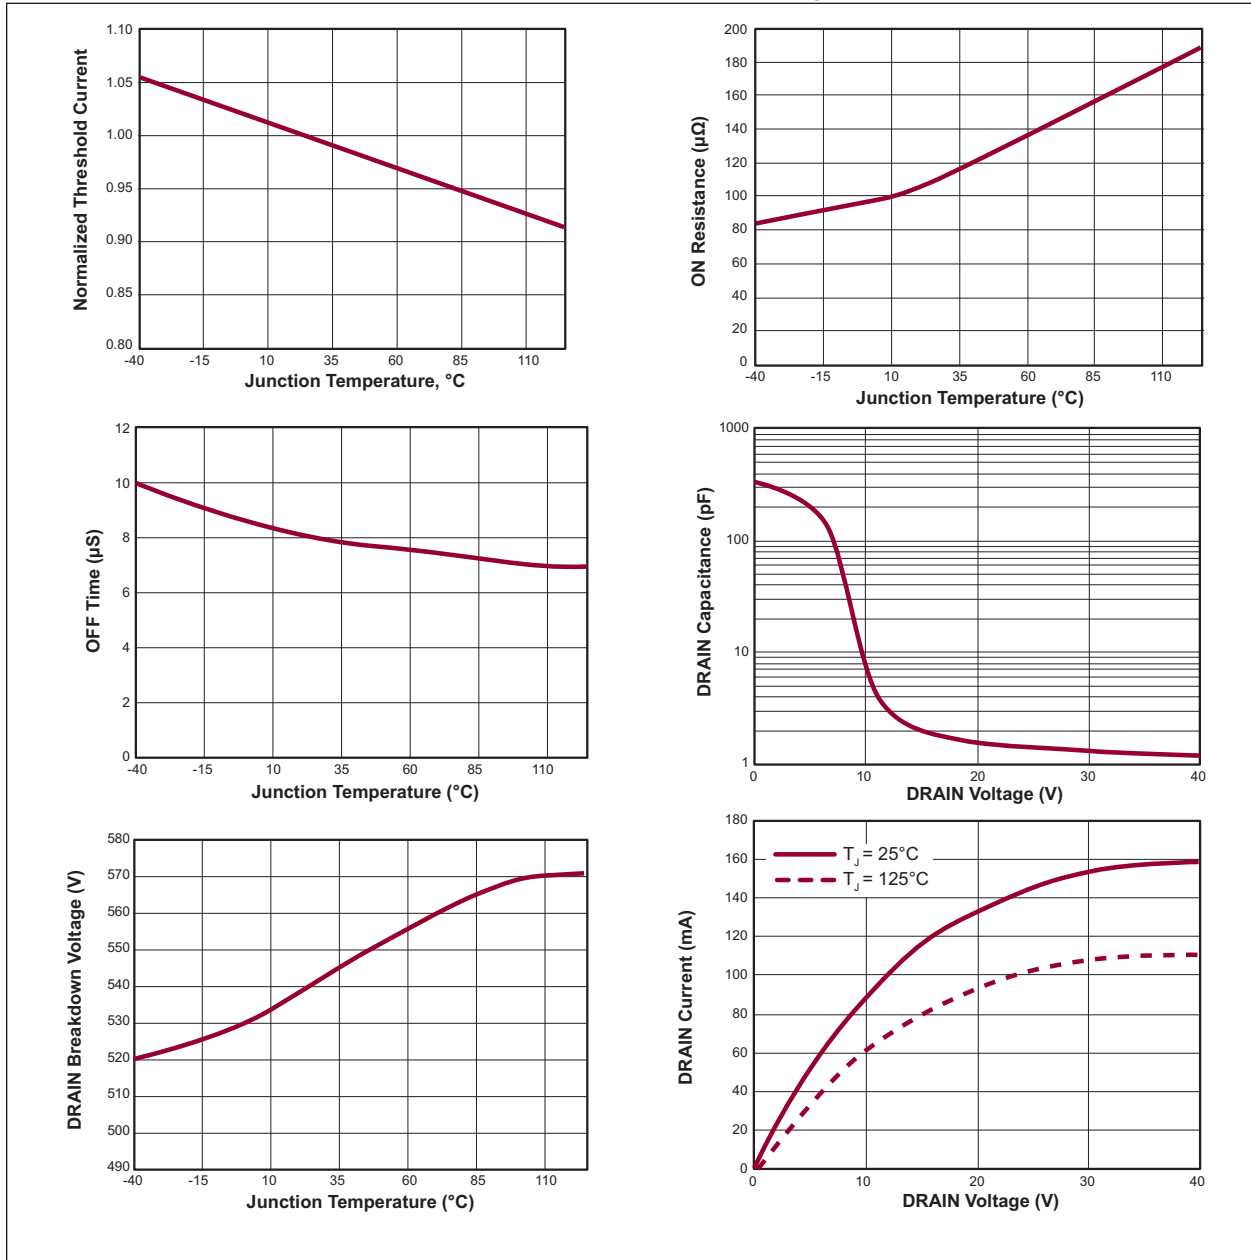 1.10
1.05
1.00
0.95
0.90
0.85
0.80
Normalized Threshold Current
-40 -15 10 35 60 85 110
Junction Temperature, °C
200
180
160
140
120
100
80
60
40
20
0
ON Resistance (µΩ)
-40 -15 10 35 60 85 110
Junction Temperature (°C)
12
10
8
6
4
2
0
OFF Time (µS)
-40 -15 10 35 60 85 110
Junction Temperature (°C)
1000
100
10
1
DRAIN Capacitance (pF)
0 10 20 30 40
DRAIN Voltage (V)
580
570
560
550
540
530
520
510
500
490
DRAIN Breakdown Voltage (V)
-40 -15 10 35 60 85 110
Junction Temperature (°C)
180
160
140
120
100
80
60
40
20
0
DRAIN Current (mA)
TJ = 25°C
TJ = 125°C
0 10 20 30 40
DRAIN Voltage (V)